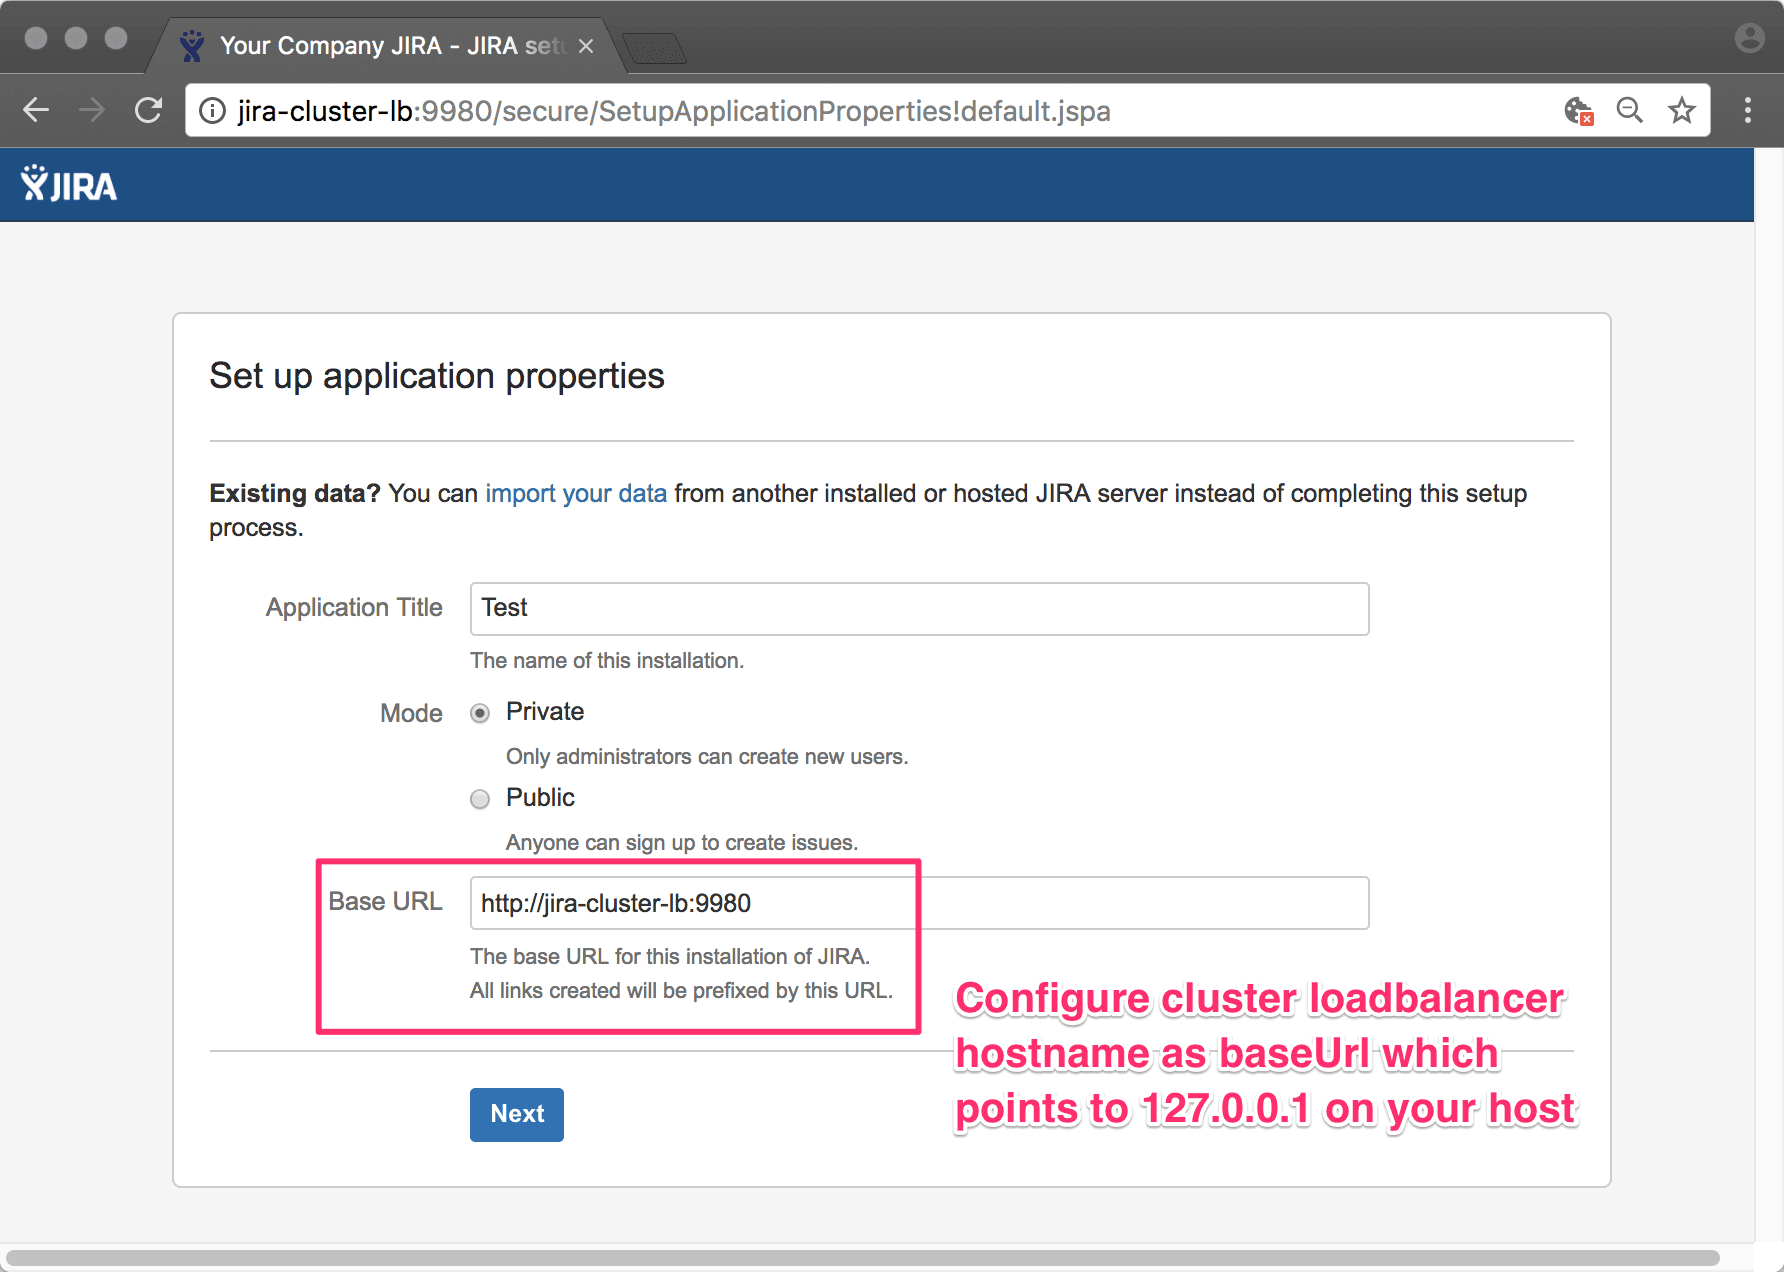 Your Company JIRA - JIRA setu
jira-cluster-lb:9980/secure/SetupApplicationProperties!default.jspa
JIRA
Set up application properties
Existing data? You can import your data from another installed or hosted JIRA server instead of completing this setup
process.
Application Title
Test
The name of this installation.
Mode
Private
Only administrators can create new users.
Public
Anyone can sign up to create issues.
Base URL
http://jira-cluster-lb:9980
The base URL for this installation of JIRA.
All links created will be prefixed by this URL.
Configure cluster loadbalancer
hostname as baseUrl which
points to 127.0.0.1 on your host
Next